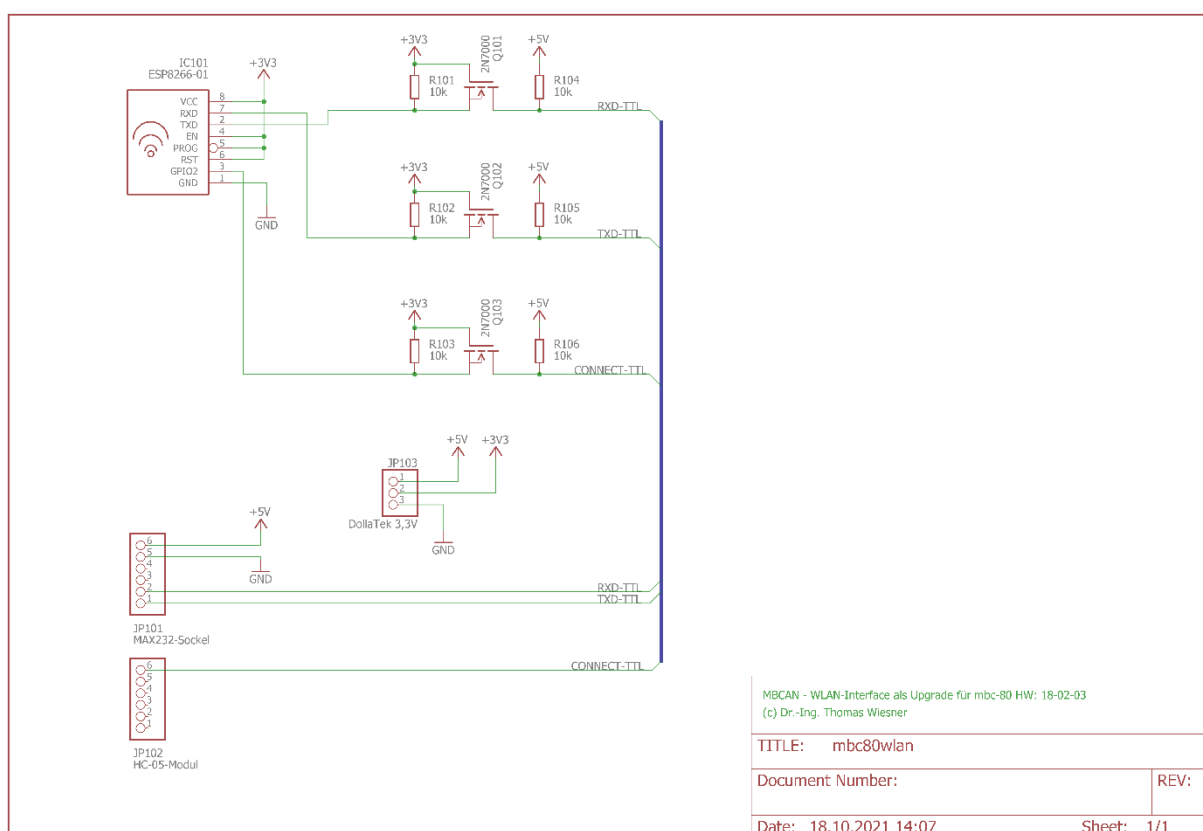 IC101
ESP8266-01
+3V3
VCC 8
RXD 7
TXD 2
EN 4
PROG 5
RST 6
GPIO2 3
GND 1
GND
+3V3
R101
10k
2N7000
Q101
+5V
R104
10k
RXD-TTL
+3V3
R102
10k
2N7000
Q102
+5V
R105
10k
TXD-TTL
+3V3
R103
10k
2N7000
Q103
+5V
R106
10k
CONNECT-TTL
+5V
+3V3
JP103
1
2
3
DollaTek 3,3V
GND
+5V
GND
6
5
4
3
2
1
RXD-TTL
TXD-TTL
JP101
MAX232-Sockel
CONNECT-TTL
6
5
4
3
2
1
JP102
HC-05-Modul
MBCAN - WLAN-Interface als Upgrade für mbc-80 HW: 18-02-03
(c) Dr.-Ing. Thomas Wiesner
TITLE: mbc80wlan
Document Number:
REV:
Date: 18.10.2021 14:07
Sheet: 1/1